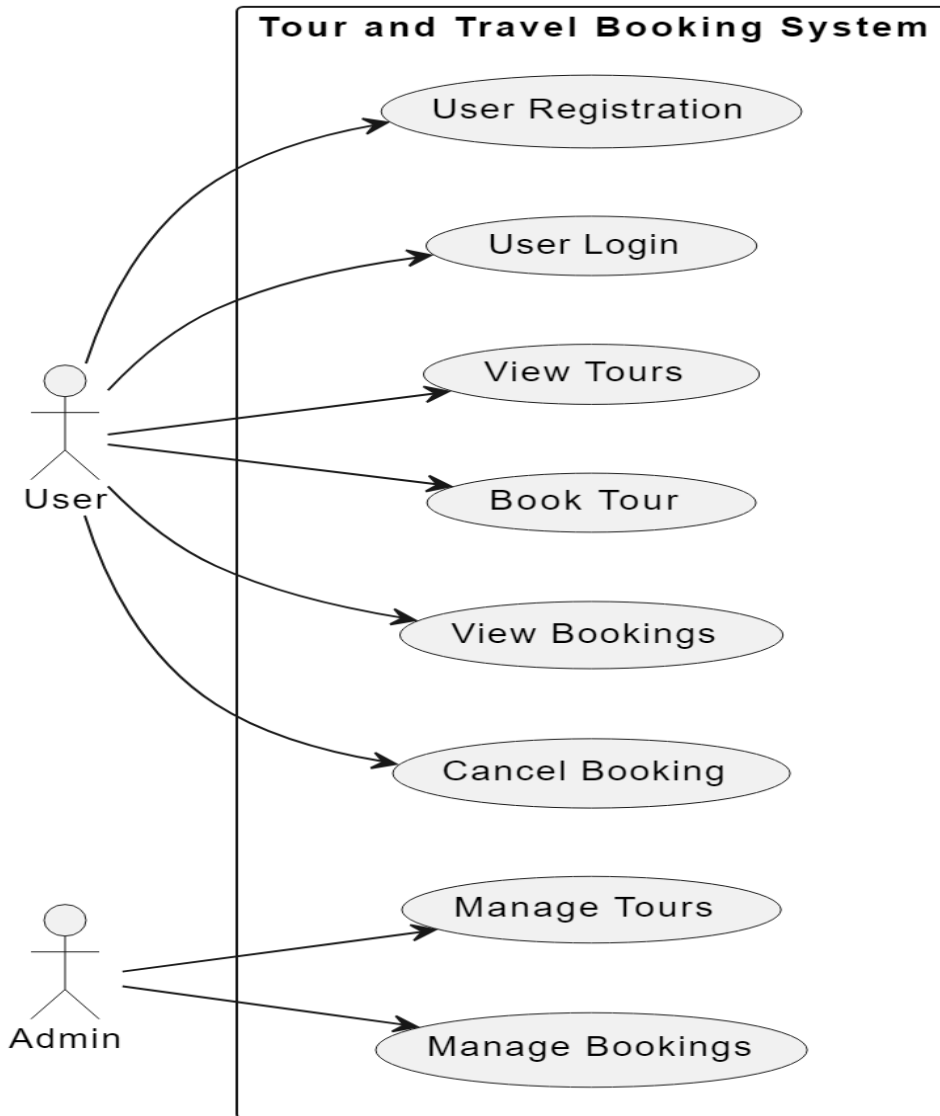 Tour and Travel Booking System
User Registration
User Login
View Tours
Book Tour
User
View Bookings
Cancel Booking
Manage Tours
Admin
Manage Bookings